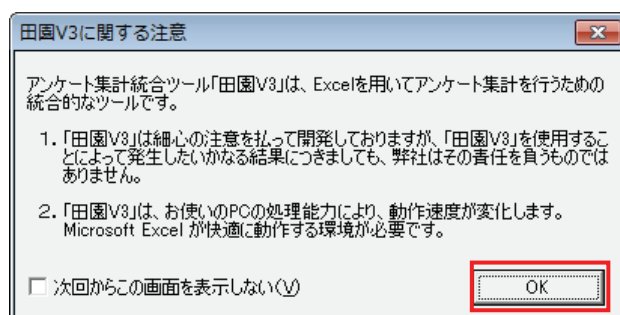 田園V3に関する注意
アンケート集計統合ツール「田園V3」は、Excelを用いてアンケート集計を行うための
統合的なツールです。
1. 「田園V3」は細心の注意を払って開発しておりますが、「田園V3」を使用するこ
とによって発生したいかなる結果につきましても、弊社はその責任を負うものでは
ありません。
2. 「田園V3」は、お使いのPCの処理能力により、動作速度が変化します。
Microsoft Excel が快適に動作する環境が必要です。
次回からこの画面を表示しない(V)
OK